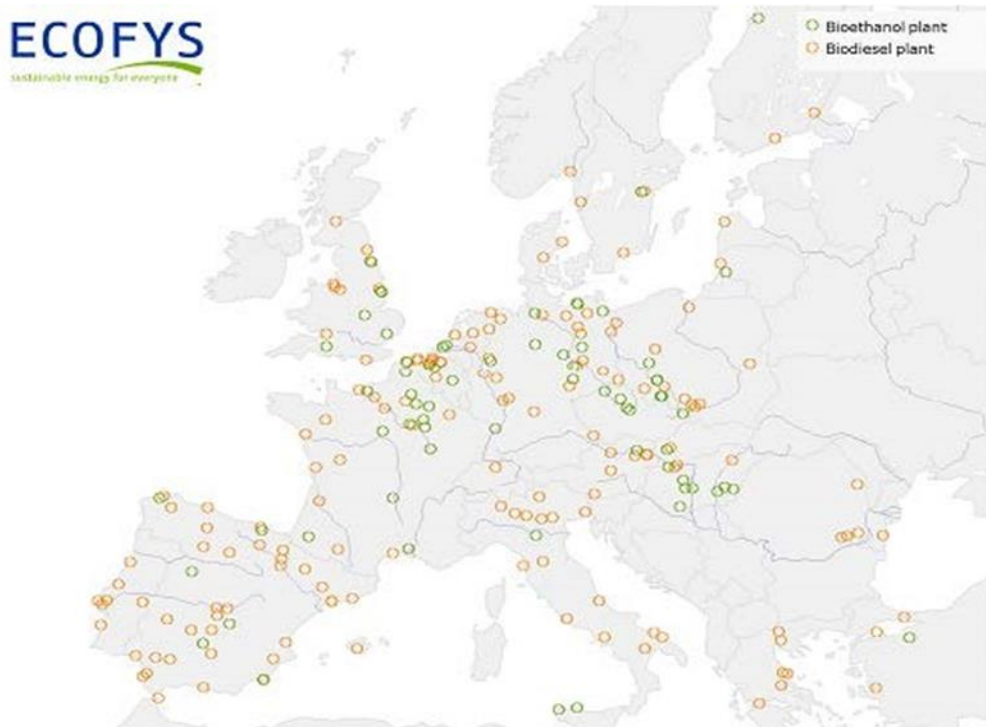 ECOFYS
sustainable energy for everyone
Bioethanol plant
Biodiesel plant